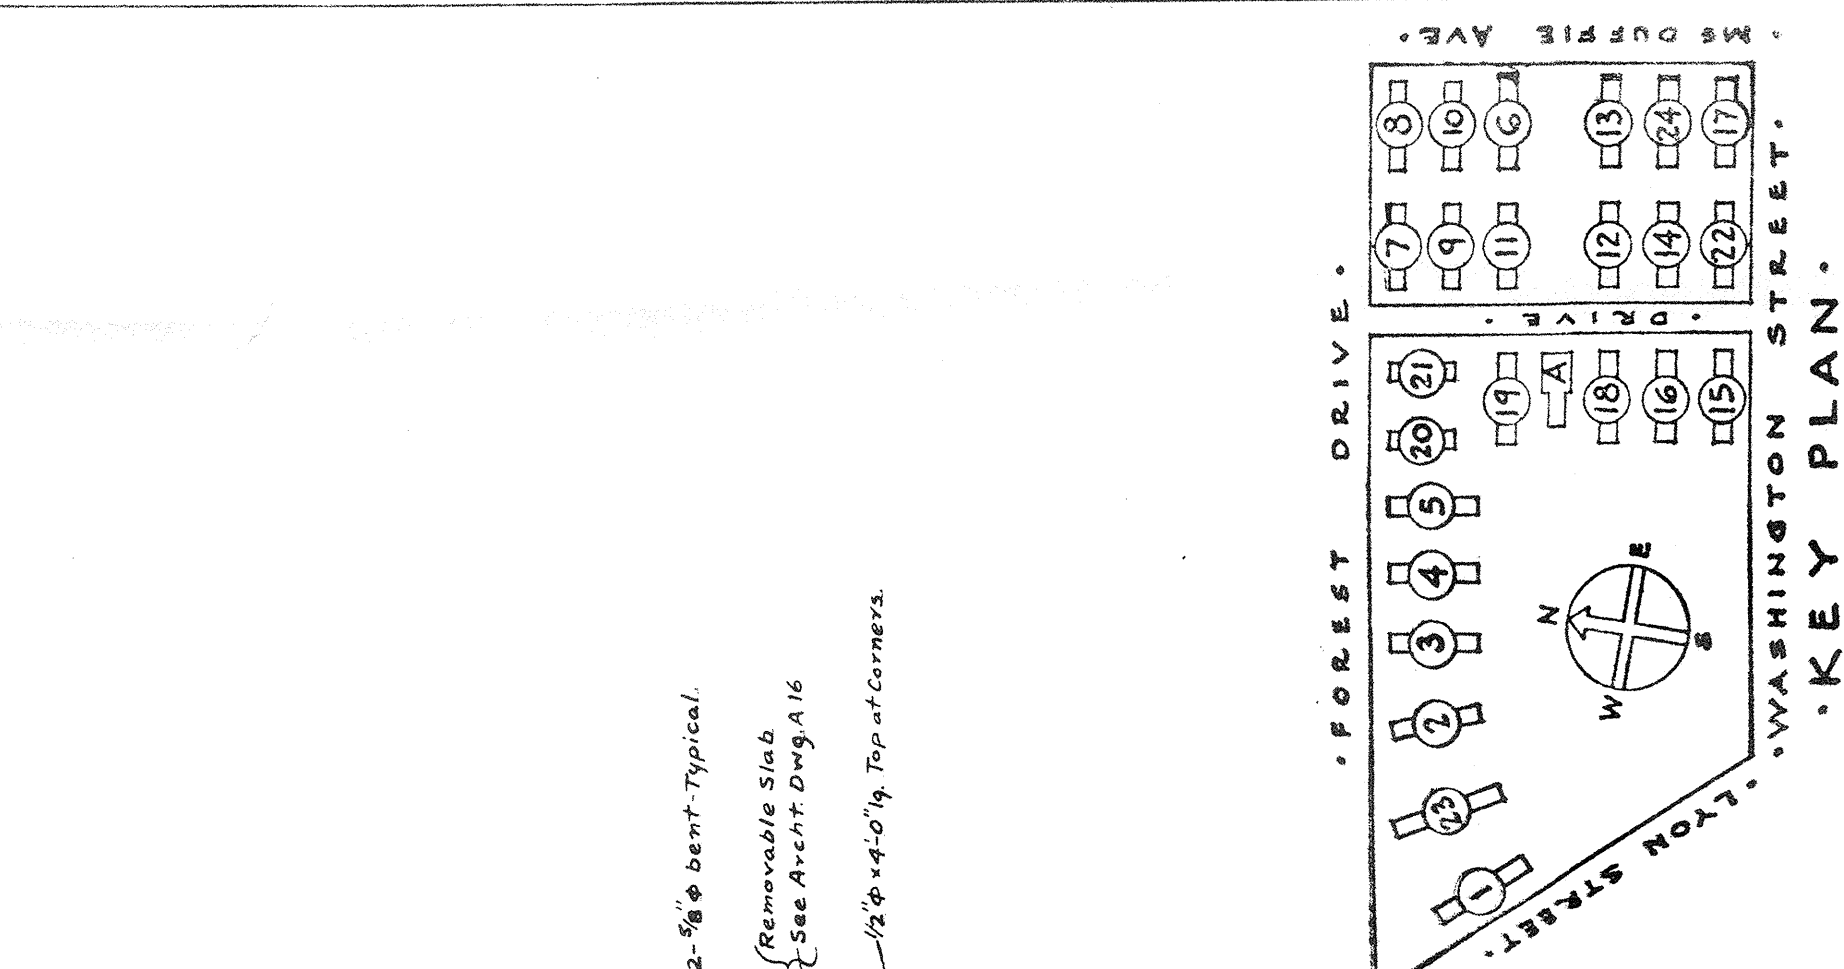 2-5/8"Φ bent-Typical.
Removable Slab
See Archt. Dwg. A16
1/2"Φ x 4'-0" lg. Top at Corners.
· FOREST DRIVE ·
· Mc DUFFIE AVE ·
8 10 6 13 24 17
7 9 11 12 14 22
· DRIVE ·
21 19 A 18 16 15
20
5
4
3
2
23
1
N
E
S
W
· LYON STREET ·
· WASHINGTON STREET ·
· KEY PLAN ·